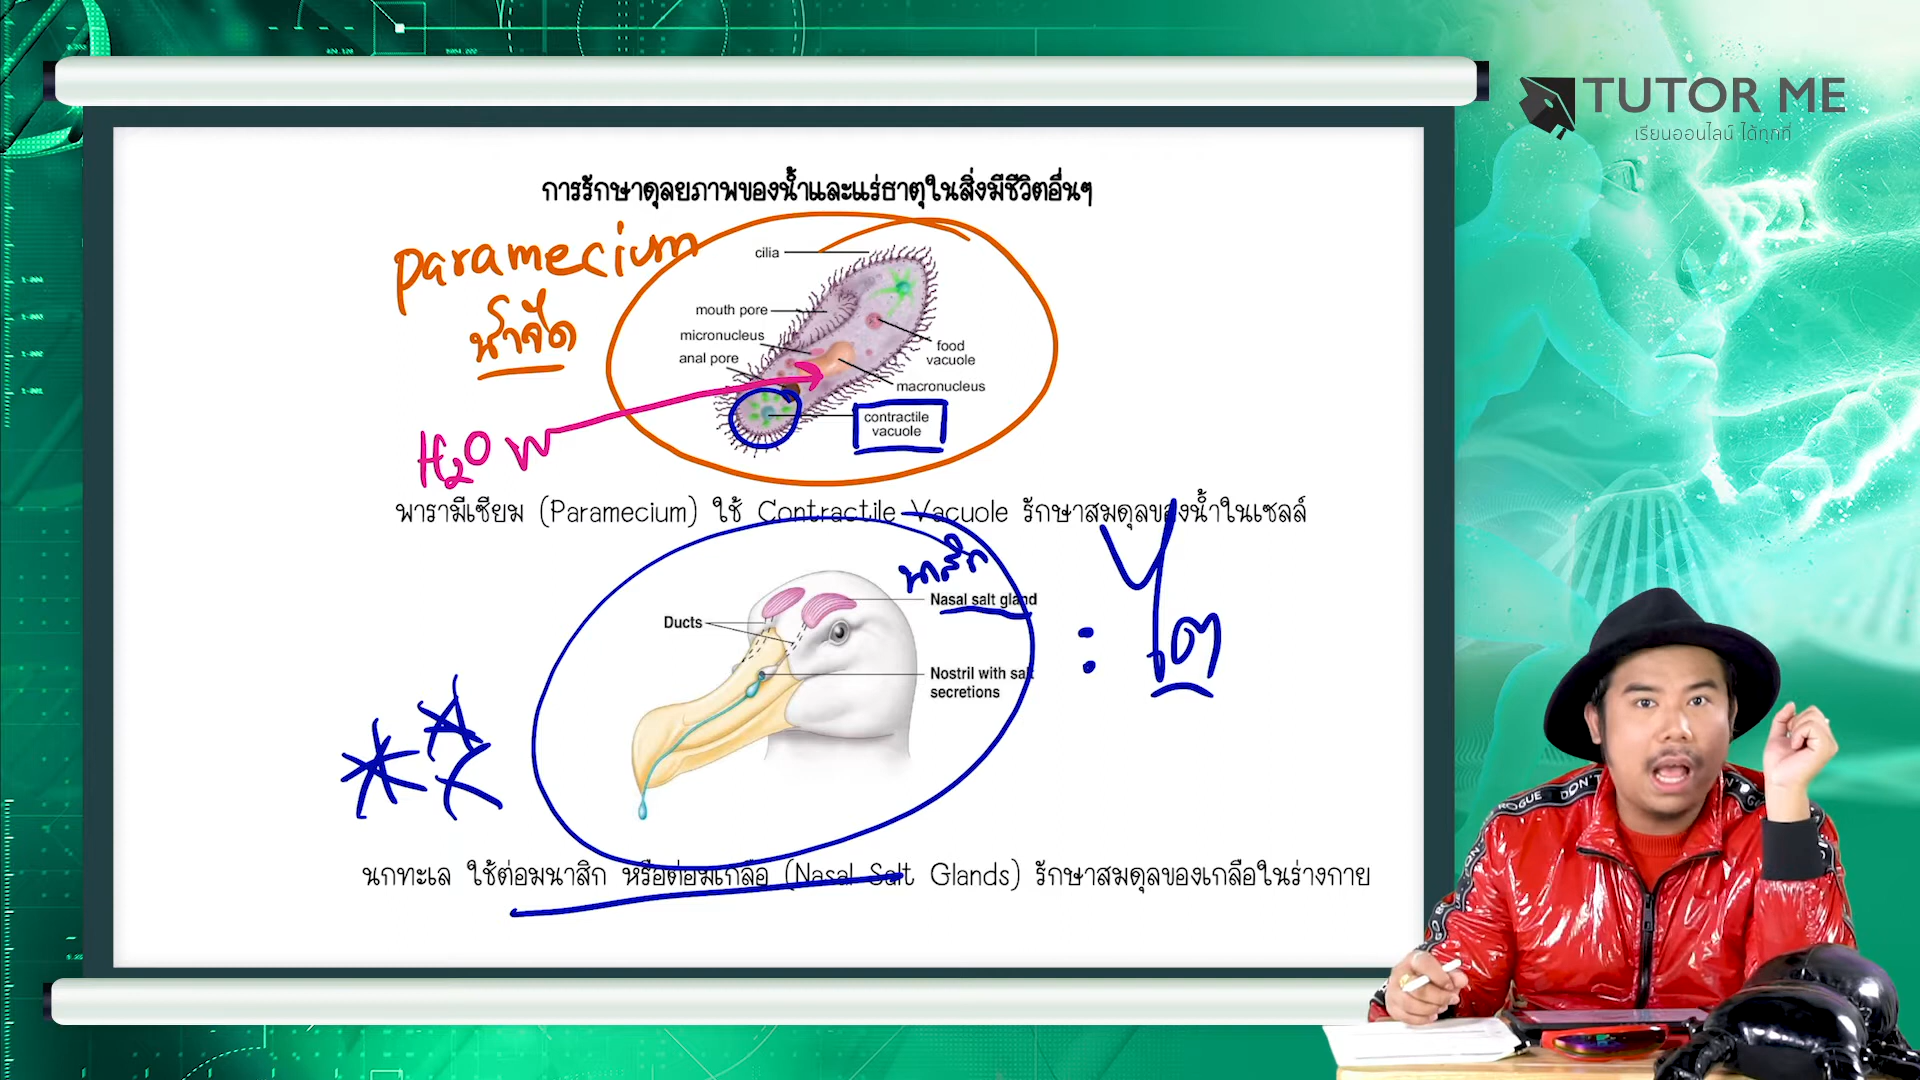 TUTOR ME
เรียนออนไลน์ ได้ทุกที่
การรักษาดุลยภาพของน้ำและแร่ธาตุในสิ่งมีชีวิตอื่นๆ
paramecium
น้ำจืด
cilia
mouth pore
micronucleus
anal pore
food
vacuole
macronucleus
contractile
vacuole
H2O
พารามีเซียม (Paramecium) ใช้ Contractile Vacuole รักษาสมดุลของน้ำในเซลล์
นาสิก
Nasal salt gland
Ducts
Nostril with salt
secretions
: ไต
นกทะเล ใช้ต่อมนาสิก หรือต่อมเกลือ (Nasal Salt Glands) รักษาสมดุลของเกลือในร่างกาย